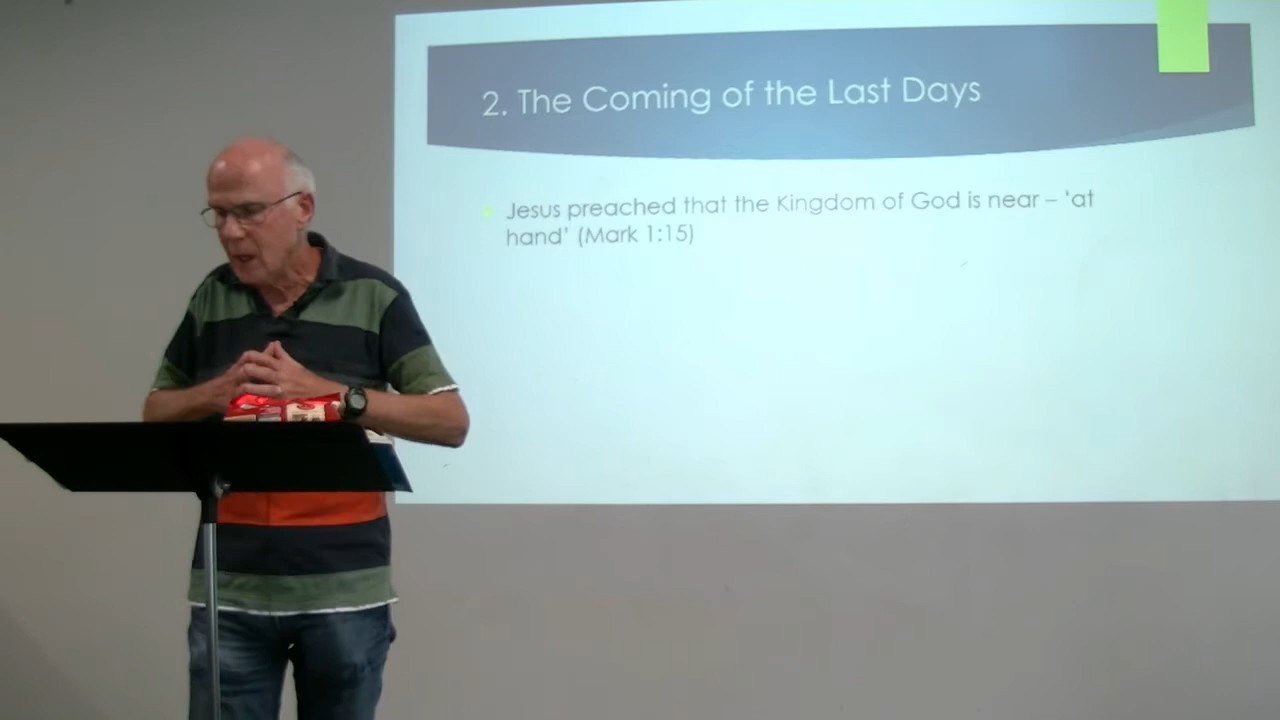 2. The Coming of the Last Days
Jesus preached that the Kingdom of God is near – ‘at
hand’ (Mark 1:15)